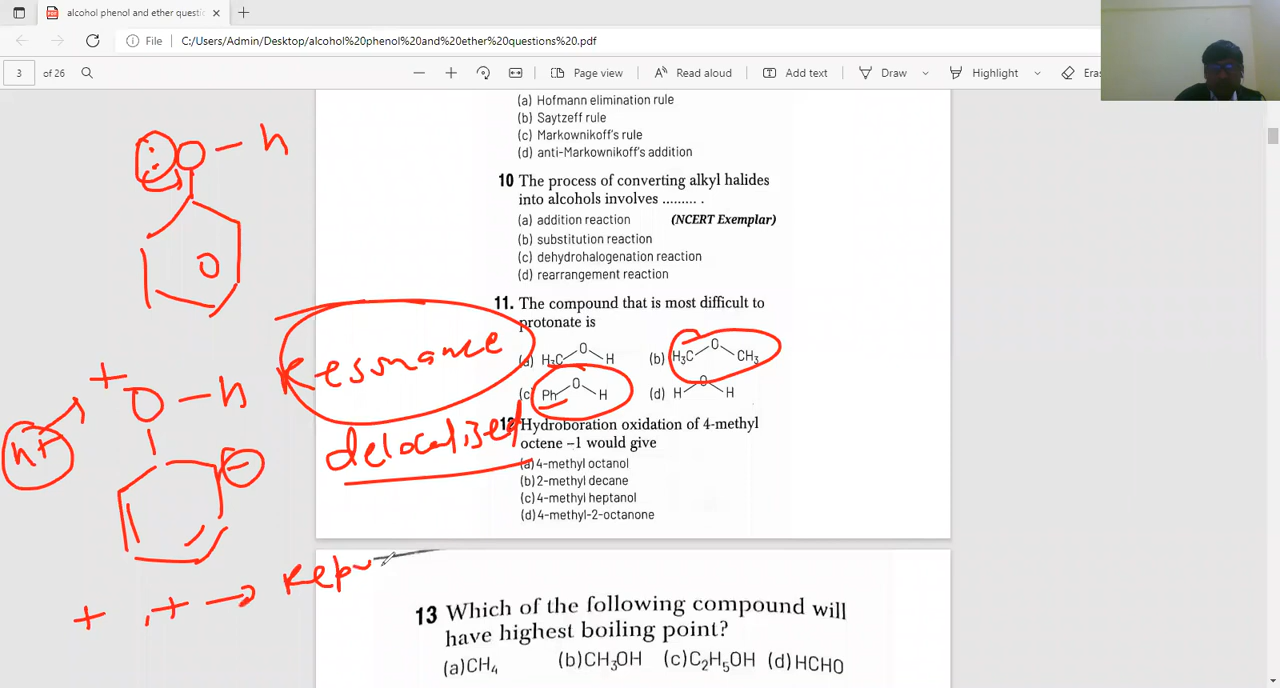 alcohol phenol and ether questi
File C:/Users/Admin/Desktop/alcohol%20phenol%20and%20ether%20questions%20.pdf
3 of 26 Page view Read aloud Add text Draw Highlight Eras
(a) Hofmann elimination rule
(b) Saytzeff rule
(c) Markownikoff's rule
(d) anti-Markownikoff's addition
10 The process of converting alkyl halides
into alcohols involves ......... .
(a) addition reaction (NCERT Exemplar)
(b) substitution reaction
(c) dehydrohalogenation reaction
(d) rearrangement reaction
11. The compound that is most difficult to
protonate is
(a) H₃C O H (b) H₃C O CH₃
(c) Ph O H (d) H O H
12 Hydroboration oxidation of 4-methyl
octene –1 would give
(a) 4-methyl octanol
(b) 2-methyl decane
(c) 4-methyl heptanol
(d) 4-methyl-2-octanone
13 Which of the following compound will
have highest boiling point?
(a) CH₄ (b) CH₃OH (c) C₂H₅OH (d) HCHO
O – h
O
Resonance
delocalised
+
O – h
h+
–
+ , + → Repu